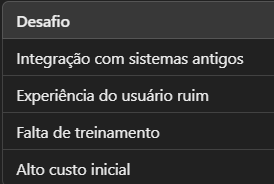 Desafio
Integração com sistemas antigos
Experiência do usuário ruim
Falta de treinamento
Alto custo inicial